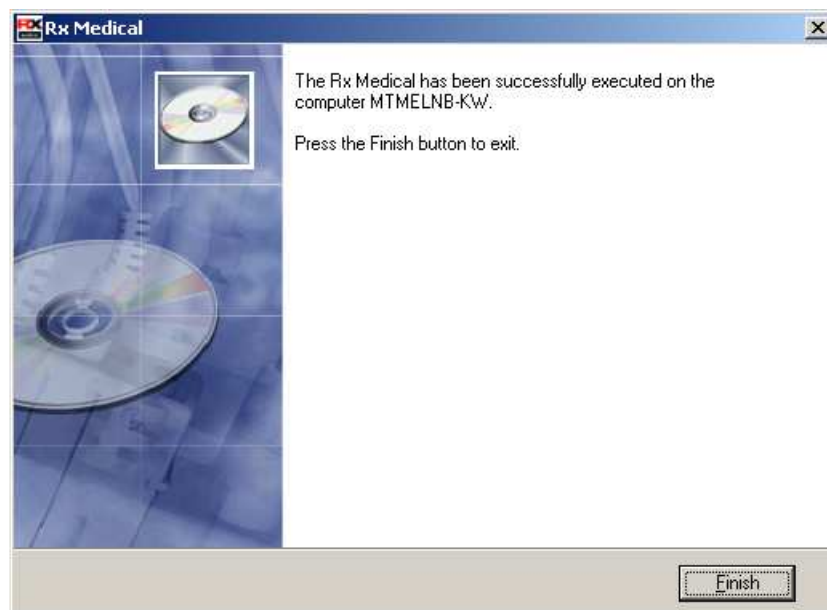 Rx Medical
The Rx Medical has been successfully executed on the
computer MTMELNB-KW.
Press the Finish button to exit.
Finish